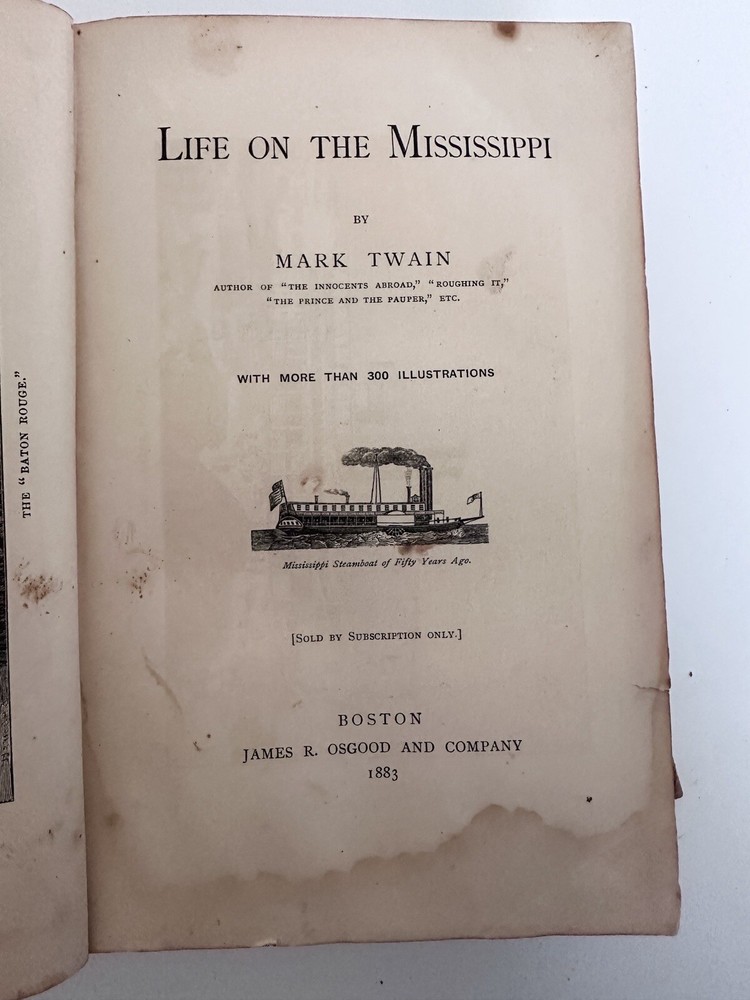 THE "BATON ROUGE."
LIFE ON THE MISSISSIPPI
BY
MARK TWAIN
AUTHOR OF "THE INNOCENTS ABROAD," "ROUGHING IT,"
"THE PRINCE AND THE PAUPER," ETC.
WITH MORE THAN 300 ILLUSTRATIONS
Mississippi Steamboat of Fifty Years Ago.
[SOLD BY SUBSCRIPTION ONLY.]
BOSTON
JAMES R. OSGOOD AND COMPANY
1883